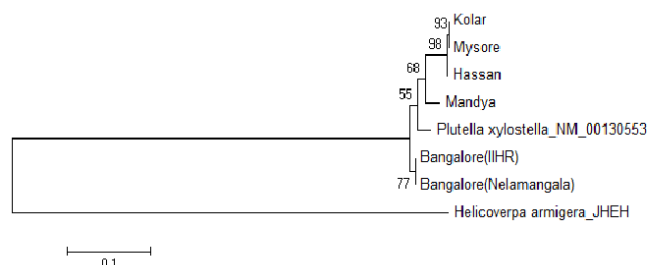 93
Kolar
98
Mysore
68
Hassan
55
Mandya
Plutella xylostella_NM_00130553
Bangalore(IIHR)
77
Bangalore(Nelamangala)
Helicoverpa armigera_JHEH
0.1